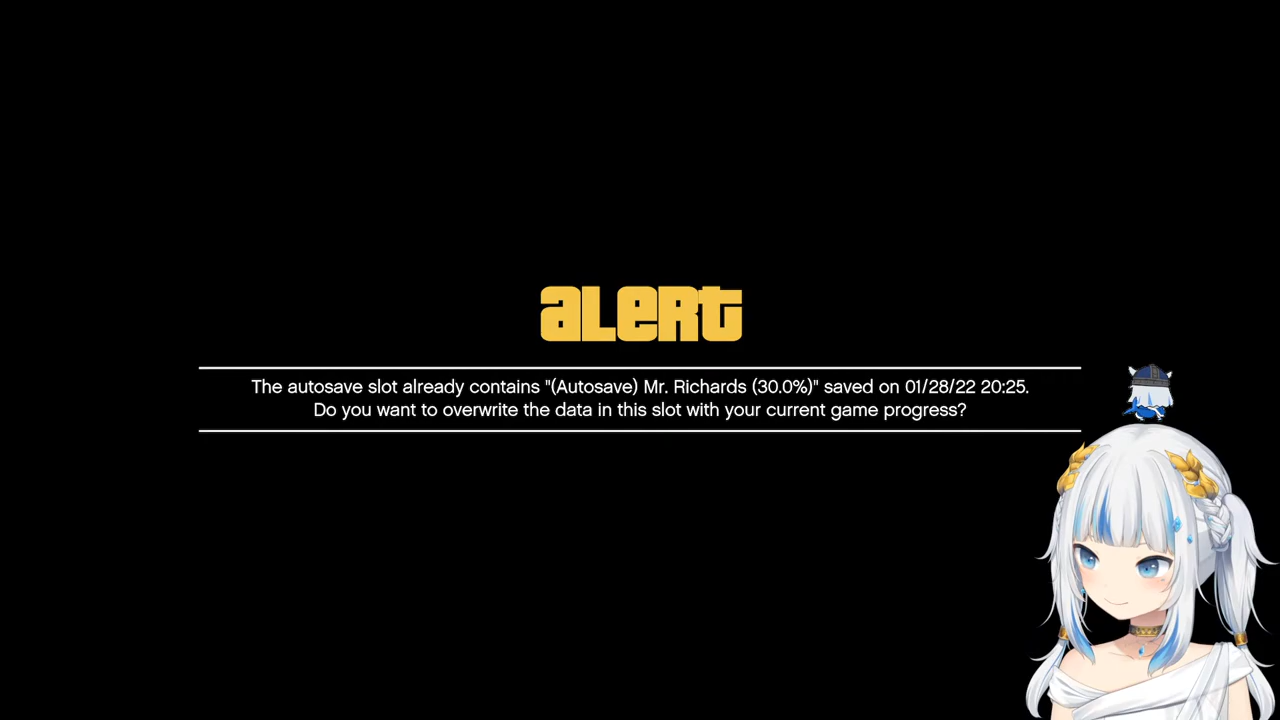 aLeRt
The autosave slot already contains "(Autosave) Mr. Richards (30.0%)" saved on 01/28/22 20:25.
Do you want to overwrite the data in this slot with your current game progress?